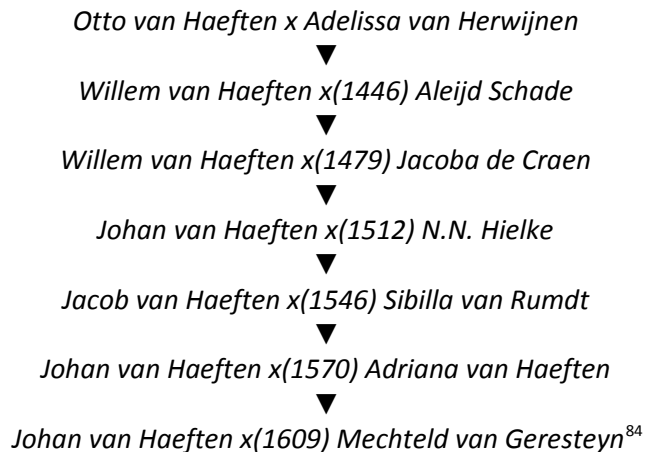 Otto van Haeften x Adelissa van Herwijnen
▼
Willem van Haeften x(1446) Aleijd Schade
▼
Willem van Haeften x(1479) Jacoba de Craen
▼
Johan van Haeften x(1512) N.N. Hielke
▼
Jacob van Haeften x(1546) Sibilla van Rumdt
▼
Johan van Haeften x(1570) Adriana van Haeften
▼
Johan van Haeften x(1609) Mechteld van Geresteyn⁸⁴